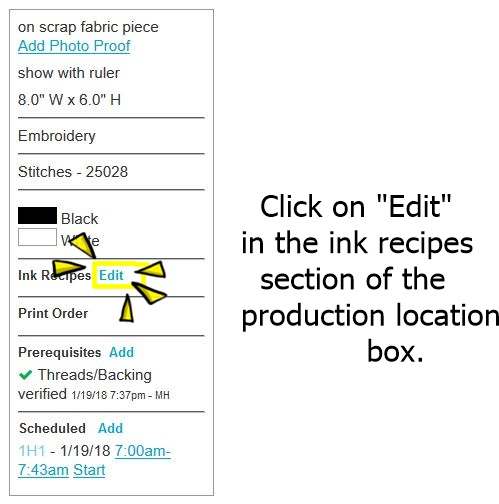 on scrap fabric piece
Add Photo Proof
show with ruler
8.0" W x 6.0" H
Embroidery
Stitches - 25028
Black
White
Ink Recipes Edit
Print Order
Prerequisites Add
Threads/Backing
verified 1/19/18 7:37pm - MH
Scheduled Add
1H1 - 1/19/18 7:00am-
7:43am Start
Click on "Edit"
in the ink recipes
section of the
production location
box.